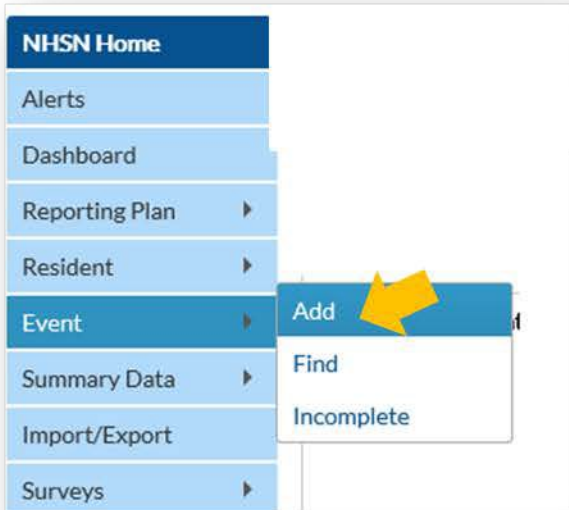 NHSN Home
Alerts
Dashboard
Reporting Plan
Resident
Event
Summary Data
Import/Export
Surveys
Add
Find
Incomplete